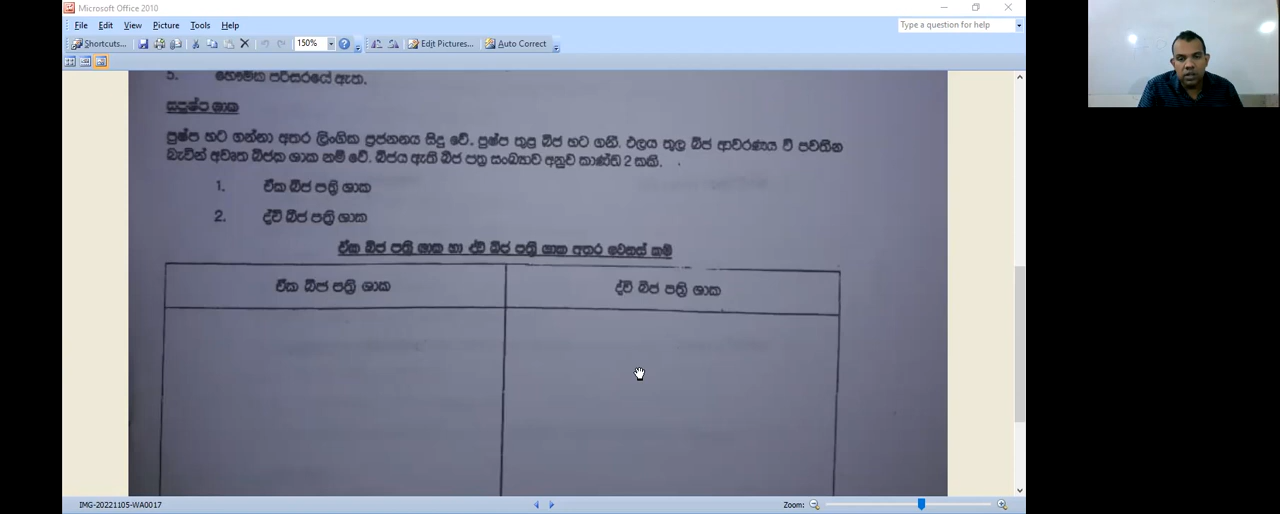 Microsoft Office 2010
File Edit View Picture Tools Help
Type a question for help
Shortcuts... 150% Edit Pictures... Auto Correct
5. භෞමික පරිසරයේ ඇත.
සපුෂ්ප ශාක
පුෂ්ප හට ගන්නා අතර ලිංගික ප්‍රජනනය සිදු වේ. පුෂ්ප තුළ බීජ හට ගනී. ඵලය තුල බීජ ආවරණය වී පවතින
බැවින් අවෘත බීජක ශාක නම් වේ. බීජය ඇති බීජ පත්‍ර සංඛ්‍යාව අනුව කාණ්ඩ 2 කකි.
1. ඒක බීජ පත්‍රී ශාක
2. ද්වී බීජ පත්‍රී ශාක
ඒක බීජ පත්‍රී ශාක හා ද්වී බීජ පත්‍රී ශාක අතර වෙනස් කම්
ඒක බීජ පත්‍රී ශාක ද්වී බීජ පත්‍රී ශාක
IMG-20221105-WA0017 Zoom: